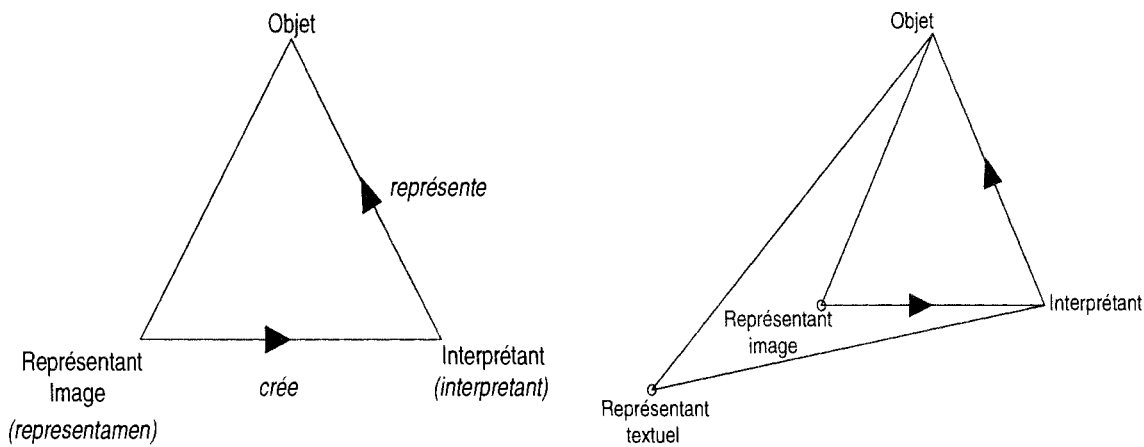 Objet
représente
Représentant
Image
(representamen)
crée
Interprétant
(interpretant)
Objet
Représentant
image
Interprétant
Représentant
textuel